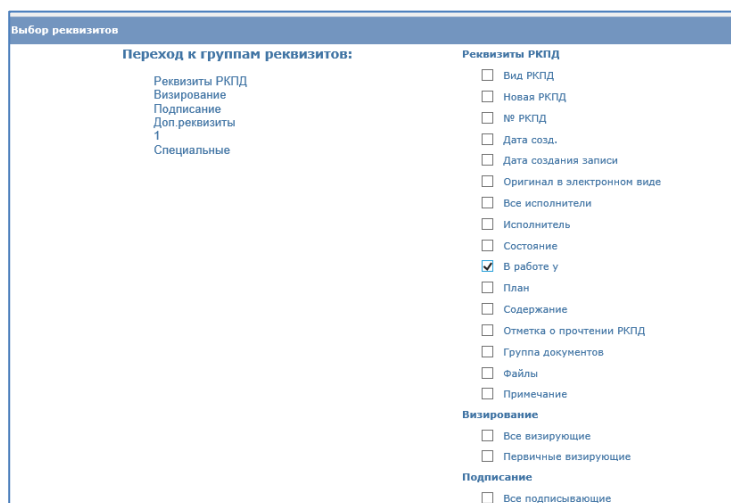 Выбор реквизитов
Переход к группам реквизитов:
Реквизиты РКПД
Визирование
Подписание
Доп.реквизиты
1
Специальные
Реквизиты РКПД
Вид РКПД
Новая РКПД
№ РКПД
Дата созд.
Дата создания записи
Оригинал в электронном виде
Все исполнители
Исполнитель
Состояние
В работе у
План
Содержание
Отметка о прочтении РКПД
Группа документов
Файлы
Примечание
Визирование
Все визирующие
Первичные визирующие
Подписание
Все подписывающие